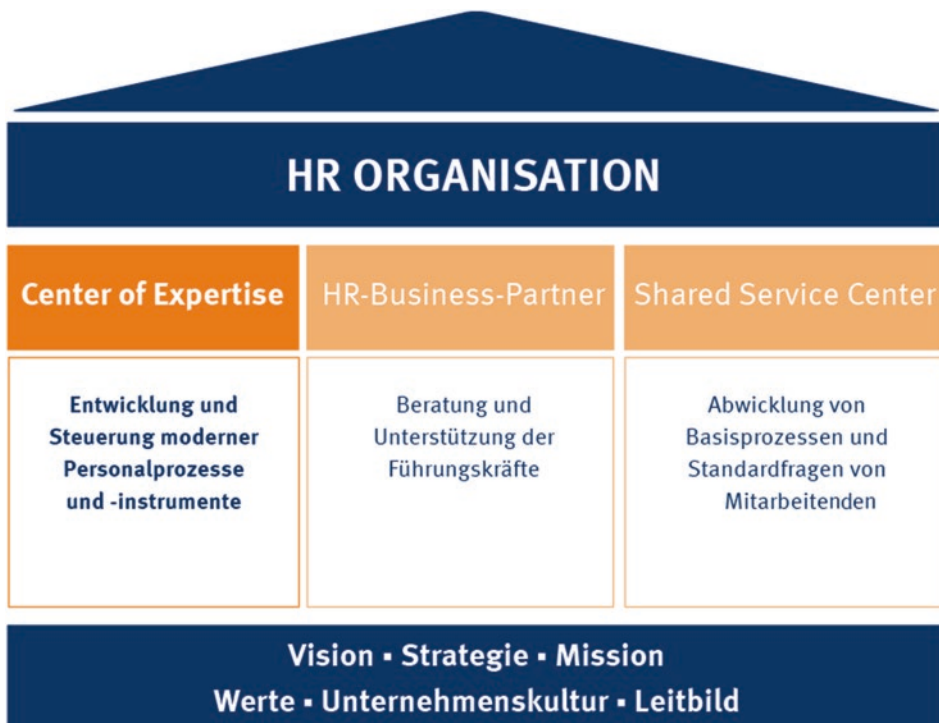 HR ORGANISATION
Center of Expertise
HR-Business-Partner
Shared Service Center
Entwicklung und
Steuerung moderner
Personalprozesse
und -instrumente
Beratung und
Unterstützung der
Führungskräfte
Abwicklung von
Basisprozessen und
Standardfragen von
Mitarbeitenden
Vision ▪ Strategie ▪ Mission
Werte ▪ Unternehmenskultur ▪ Leitbild